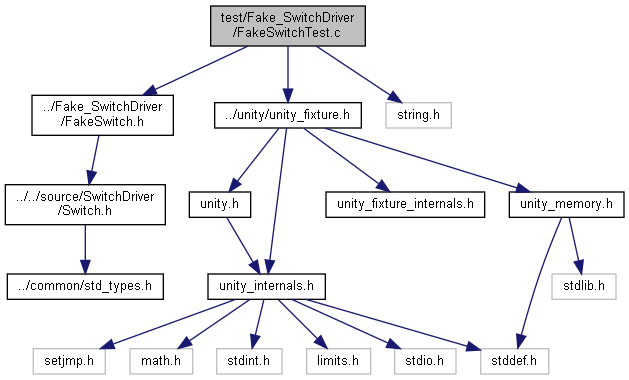 test/Fake_SwitchDriver
/FakeSwitchTest.c
../Fake_SwitchDriver
/FakeSwitch.h
../unity/unity_fixture.h
string.h
../../source/SwitchDriver
/Switch.h
unity.h
unity_fixture_internals.h
unity_memory.h
../common/std_types.h
unity_internals.h
stdlib.h
setjmp.h
math.h
stdint.h
limits.h
stdio.h
stddef.h